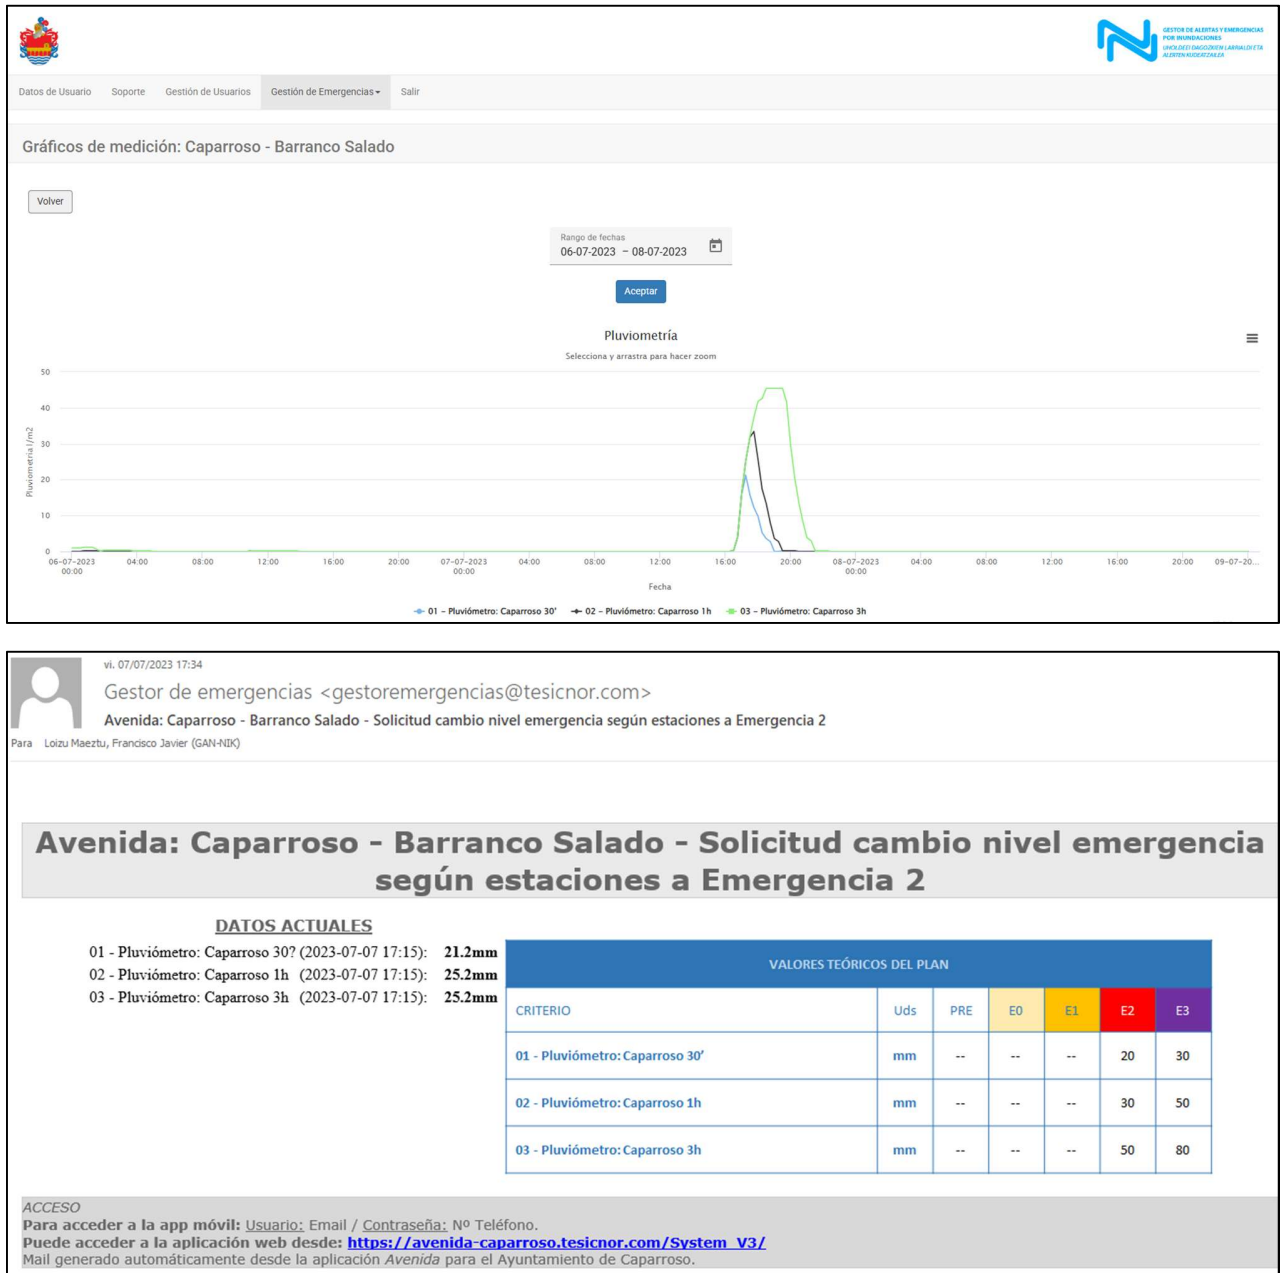 GESTOR DE ALERTAS Y EMERGENCIAS
POR INUNDACIONES
UHOLDEEI DAGOZKIEN LARRIALDI ETA
ALERTEN KUDEATZAILEA
Datos de Usuario Soporte Gestión de Usuarios Gestión de Emergencias Salir
Gráficos de medición: Caparroso - Barranco Salado
Volver
Rango de fechas
06-07-2023 – 08-07-2023
Aceptar
Pluviometría
Selecciona y arrastra para hacer zoom
Pluviometria l/m2
50
40
30
20
10
0
06-07-2023 04:00 08:00 12:00 16:00 20:00 07-07-2023 04:00 08:00 12:00 16:00 20:00 08-07-2023 04:00 08:00 12:00 16:00 20:00 09-07-20...
00:00 00:00 00:00
Fecha
01 – Pluviómetro: Caparroso 30' 02 – Pluviómetro: Caparroso 1h 03 – Pluviómetro: Caparroso 3h
vi. 07/07/2023 17:34
Gestor de emergencias <gestoremergencias@tesicnor.com>
Avenida: Caparroso - Barranco Salado - Solicitud cambio nivel emergencia según estaciones a Emergencia 2
Para Loizu Maeztu, Francisco Javier (GAN-NIK)
Avenida: Caparroso - Barranco Salado - Solicitud cambio nivel emergencia
según estaciones a Emergencia 2
DATOS ACTUALES
01 - Pluviómetro: Caparroso 30? (2023-07-07 17:15): 21.2mm
02 - Pluviómetro: Caparroso 1h (2023-07-07 17:15): 25.2mm
03 - Pluviómetro: Caparroso 3h (2023-07-07 17:15): 25.2mm
VALORES TEÓRICOS DEL PLAN
CRITERIO Uds PRE E0 E1 E2 E3
01 - Pluviómetro: Caparroso 30' mm -- -- -- 20 30
02 - Pluviómetro: Caparroso 1h mm -- -- -- 30 50
03 - Pluviómetro: Caparroso 3h mm -- -- -- 50 80
ACCESO
Para acceder a la app móvil: Usuario: Email / Contraseña: Nº Teléfono.
Puede acceder a la aplicación web desde: https://avenida-caparroso.tesicnor.com/System_V3/
Mail generado automáticamente desde la aplicación Avenida para el Ayuntamiento de Caparroso.